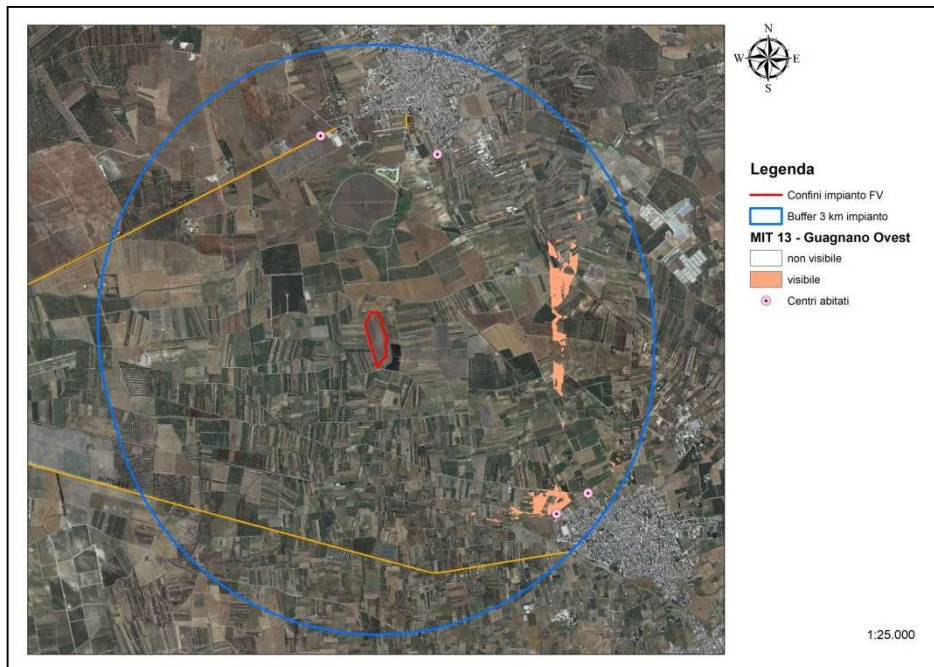 N
W E
S
Legenda
Confini impianto FV
Buffer 3 km impianto
MIT 13 - Guagnano Ovest
non visibile
visibile
Centri abitati
1:25.000